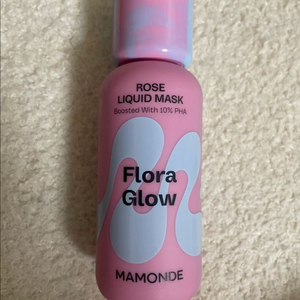 ROSE
LIQUID MASK
Boosted With 10% PHA
Flora
Glow
MAMONDE